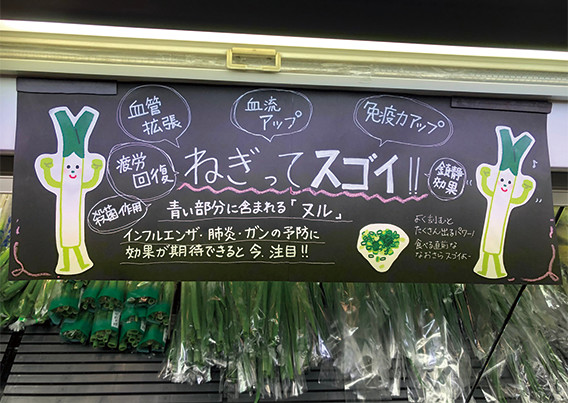 血管
拡張
血流
アップ
免疫力アップ
疲労
回復
ねぎってスゴイ!!
鎮静
効果
殺菌作用
青い部分に含まれる「ヌル」
インフルエンザ・肺炎・ガンの予防に
効果が期待できると今、注目!!
よく刻むと
たくさん出るパワー!
食べる直前な
なおさらスゴイホ